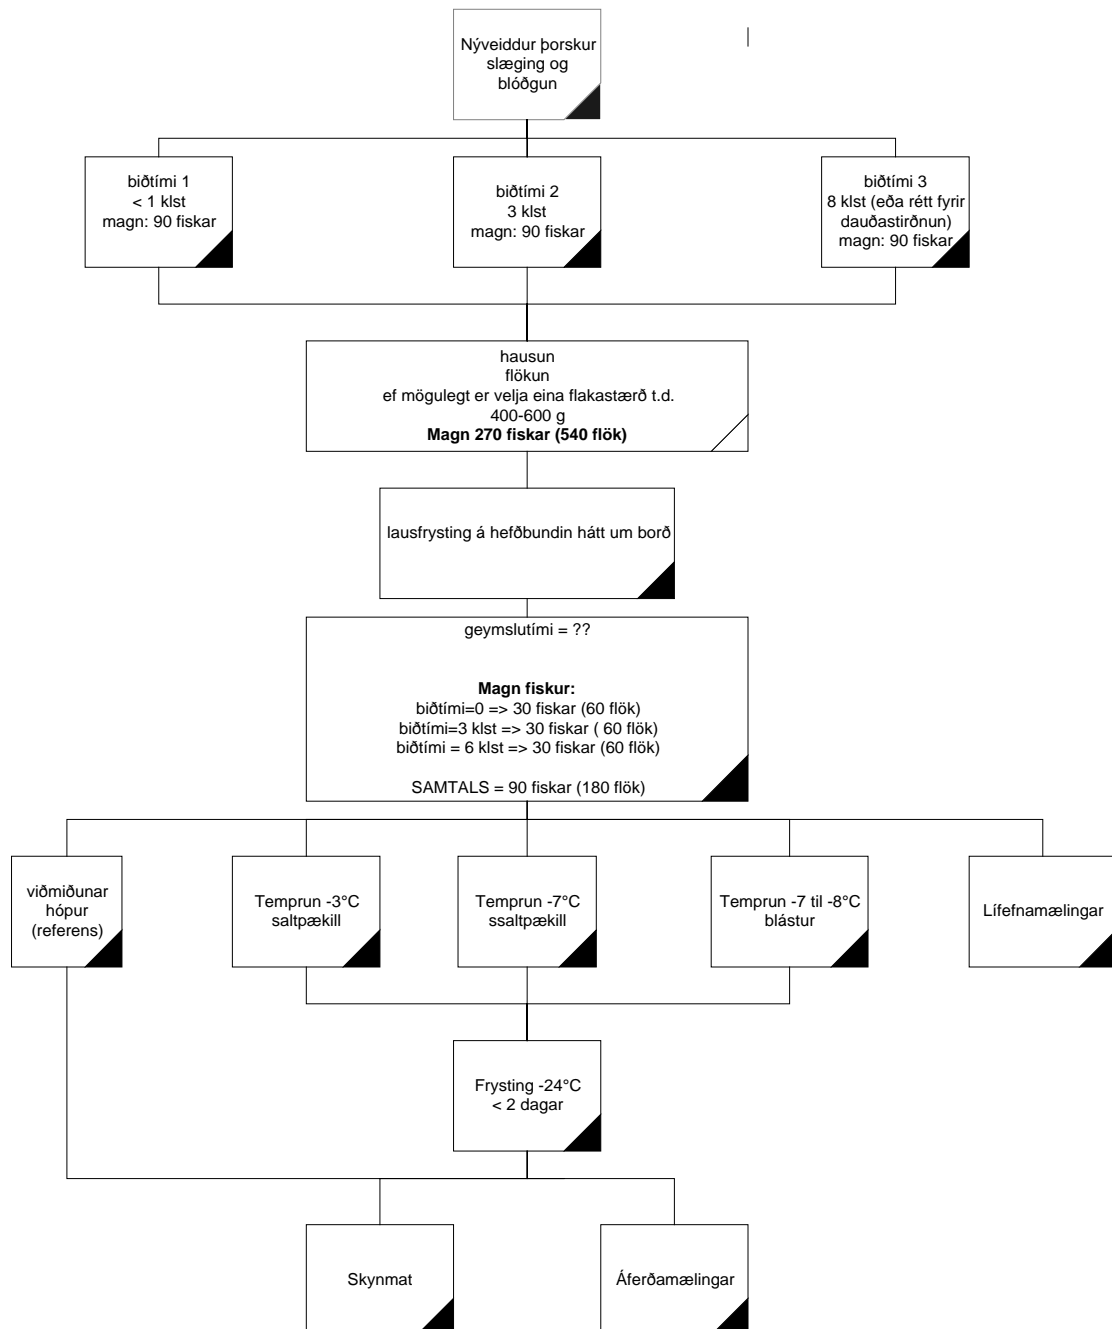 Nýveiddur þorskur
slæging og
blóðgun
biðtími 1
< 1 klst
magn: 90 fiskar
biðtími 2
3 klst
magn: 90 fiskar
biðtími 3
8 klst (eða rétt fyrir
dauðastirðnun)
magn: 90 fiskar
hausun
flökun
ef mögulegt er velja eina flakastærð t.d.
400-600 g
Magn 270 fiskar (540 flök)
lausfrysting á hefðbundin hátt um borð
geymslutími = ??
Magn fiskur:
biðtími=0 => 30 fiskar (60 flök)
biðtími=3 klst => 30 fiskar ( 60 flök)
biðtími = 6 klst => 30 fiskar (60 flök)
SAMTALS = 90 fiskar (180 flök)
viðmiðunar
hópur
(referens)
Temprun -3°C
saltpækill
Temprun -7°C
ssaltpækill
Temprun -7 til -8°C
blástur
Lífefnamælingar
Frysting -24°C
< 2 dagar
Skynmat
Áferðamælingar